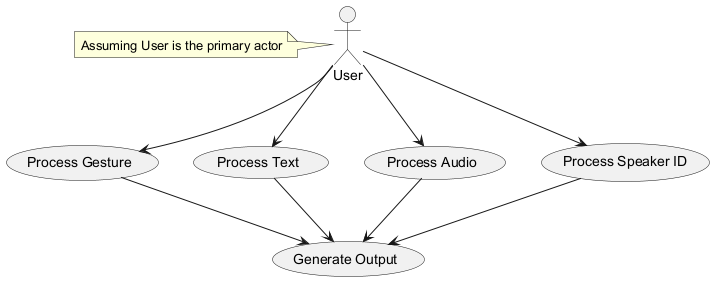 Assuming User is the primary actor
User
Process Gesture
Process Text
Process Audio
Process Speaker ID
Generate Output